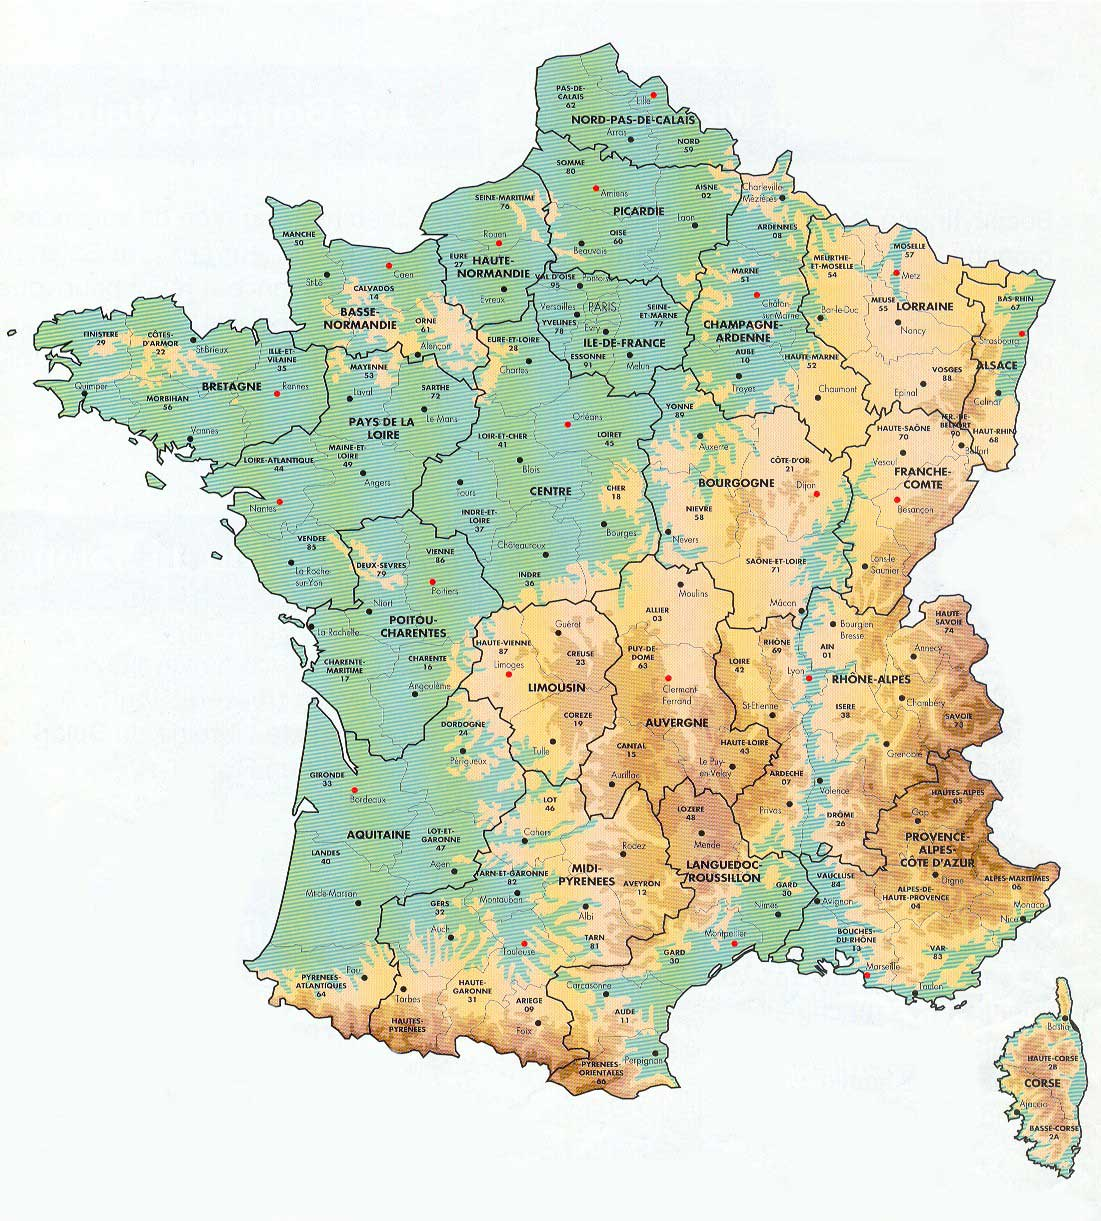 PAS-DE-
CALAIS
62
Lille
NORD-PAS-DE-CALAIS
Arras
NORD
59
SOMME
80
Amiens
AISNE
02
PICARDIE
Laon
OISE
60
Beauvais
Charleville
Mézières
ARDENNES
08
SEINE-MARITIME
76
Rouen
EURE
27
HAUTE-
NORMANDIE
Evreux
MANCHE
50
St-Lô
Caen
CALVADOS
14
BASSE-
NORMANDIE
ORNE
61
Alençon
VAL D'OISE
95
Pontoise
Versailles
PARIS
YVELINES
78
Evry
SEINE-
ET-MARNE
77
ILE-DE-FRANCE
ESSONNE
91
Melun
MARNE
51
Châlon
sur-Marne
CHAMPAGNE-
ARDENNE
AUBE
10
Troyes
HAUTE-MARNE
52
Chaumont
MOSELLE
57
Metz
MEURTHE-
ET-MOSELLE
54
MEUSE
55
Bar-le-Duc
LORRAINE
Nancy
VOSGES
88
Epinal
BAS-RHIN
67
Strasbourg
ALSACE
Colmar
HAUT-RHIN
68
FINISTERE
29
CÔTES-
D'ARMOR
22
St-Brieux
ILLE-ET-
VILAINE
35
Quimper
BRETAGNE
Rennes
MORBIHAN
56
Vannes
MAYENNE
53
Laval
SARTHE
72
Le Mans
PAYS DE LA
LOIRE
MAINE-ET-
LOIRE
49
Angers
LOIRE-ATLANTIQUE
44
Nantes
VENDEE
85
La Roche
sur-Yon
EURE-ET-LOIRE
28
Chartres
Orléans
LOIR-ET-CHER
41
LOIRET
45
Blois
Tours
CENTRE
CHER
18
INDRE-ET-
LOIRE
37
Bourges
Châteauroux
INDRE
36
YONNE
89
Auxerre
CÔTE-D'OR
21
BOURGOGNE
Dijon
NIEVRE
58
Nevers
SAÔNE-ET-LOIRE
71
Mâcon
HAUTE-SAÔNE
70
TER.-DE-
BELFORT
90
Belfort
Vesoul
FRANCHE-
COMTE
Besançon
Lons-le
Saunier
DEUX-SEVRES
79
VIENNE
86
Poitiers
Niort
POITOU-
CHARENTES
La Rochelle
CHARENTE-
MARITIME
17
CHARENTE
16
Angoulême
Guéret
HAUTE-VIENNE
87
CREUSE
23
Limoges
LIMOUSIN
COREZE
19
Tulle
Moulins
ALLIER
03
PUY-DE-
DOME
63
Clermont-
Ferrand
AUVERGNE
CANTAL
15
HAUTE-LOIRE
43
Le Puy-
en-Velay
Aurillac
RHÔNE
69
LOIRE
42
Lyon
St-Etienne
Bourg-en
Bresse
AIN
01
HAUTE-
SAVOIE
74
Annecy
RHÔNE-ALPES
Chambéry
ISERE
38
SAVOIE
73
Grenoble
ARDECHE
07
Privas
Valence
DRÔME
26
DORDOGNE
24
Périgueux
GIRONDE
33
Bordeaux
AQUITAINE
LOT-ET-
GARONNE
47
Agen
LANDES
40
Mt-de-Marsan
Pau
PYRENEES-
ATLANTIQUES
64
LOT
46
Cahors
Rodez
MIDI-
PYRENEES
AVEYRON
12
TARN-ET-GARONNE
82
Montauban
Albi
GERS
32
Auch
Toulouse
TARN
81
HAUTE-
GARONNE
31
Tarbes
HAUTES-
PYRENEES
ARIEGE
09
Foix
LOZERE
48
Mende
LANGUEDOC
/ROUSSILLON
GARD
30
Nîmes
Montpellier
GARD
30
Carcassonne
AUDE
11
Perpignan
PYRENEES-
ORIENTALES
66
HAUTES-ALPES
05
Gap
PROVENCE-
ALPES-
CÔTE D'AZUR
VAUCLUSE
84
Avignon
Digne
ALPES-DE-
HAUTE-PROVENCE
04
ALPES-MARITIMES
06
Monaco
Nice
BOUCHES-
DU-RHÔNE
13
Marseille
VAR
83
Toulon
Bastia
HAUTE-CORSE
2B
CORSE
Ajaccio
BASSE-CORSE
2A